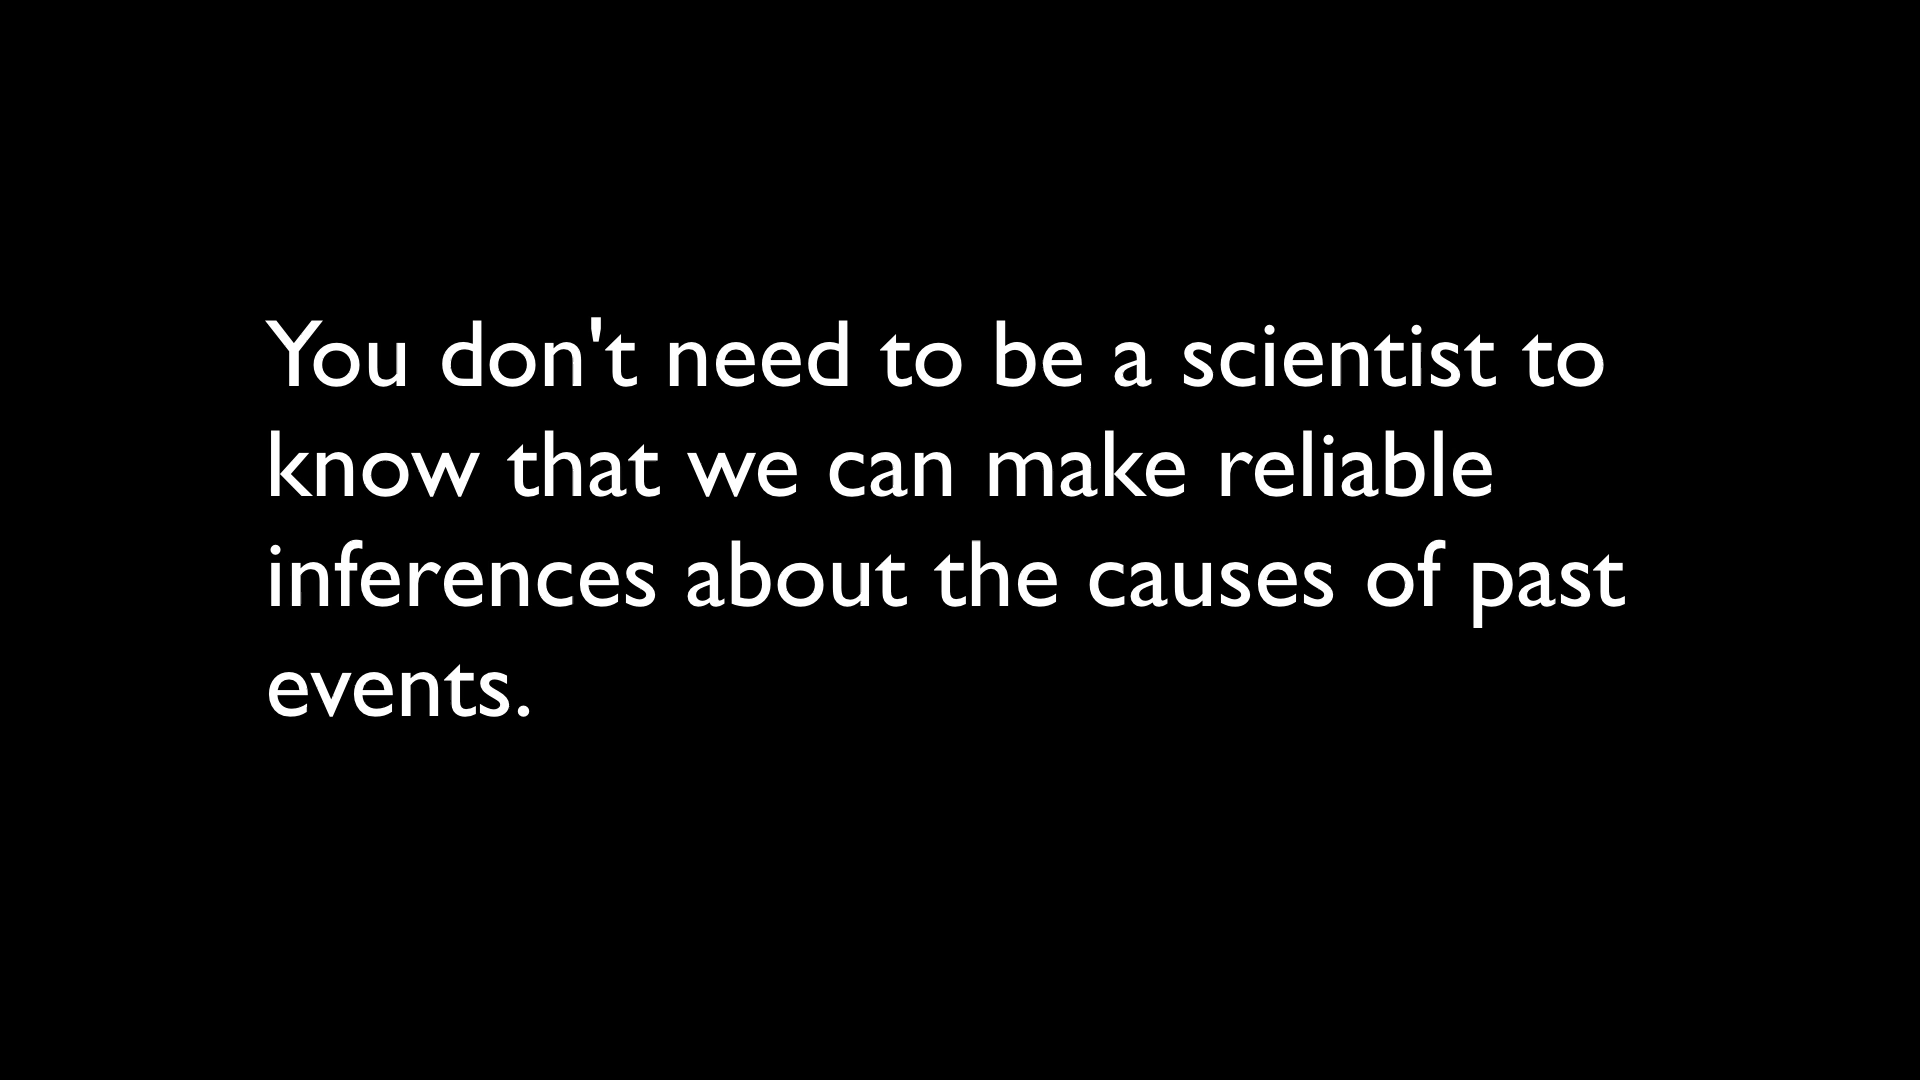 You don't need to be a scientist to
know that we can make reliable
inferences about the causes of past
events.